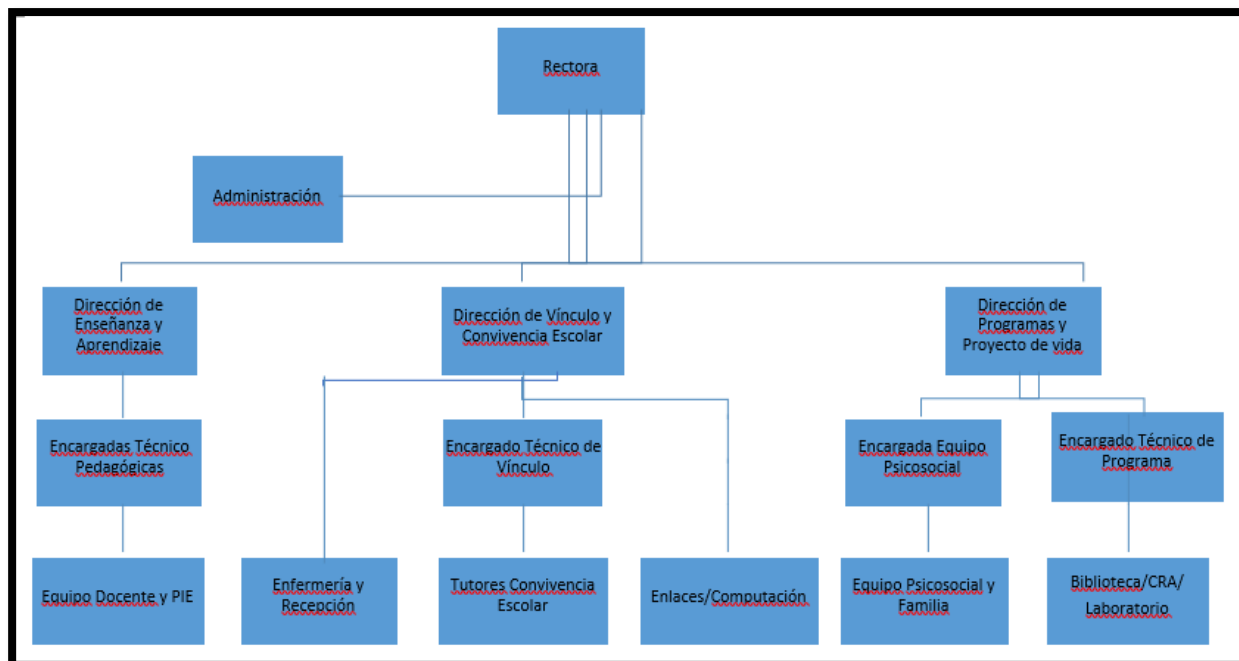 Rectora
Administración
Dirección de
Enseñanza y
Aprendizaje
Dirección de Vínculo y
Convivencia Escolar
Dirección de
Programas y
Proyecto de vida
Encargadas Técnico
Pedagógicas
Encargado Técnico de
Vínculo
Encargada Equipo
Psicosocial
Encargado Técnico de
Programa
Equipo Docente y PIE
Enfermería y
Recepción
Tutores Convivencia
Escolar
Enlaces/Computación
Equipo Psicosocial y
Familia
Biblioteca/CRA/
Laboratorio